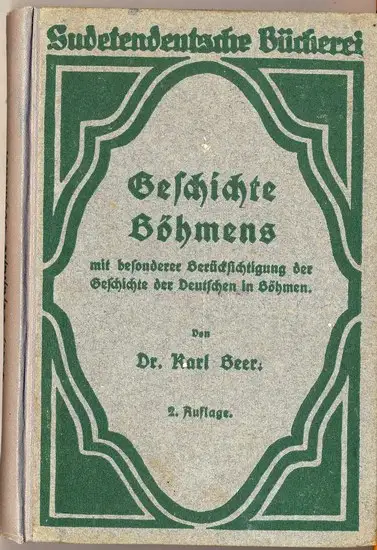 Sudetendeutsche Bücherei
Geschichte
Böhmens
mit besonderer Berücksichtigung der
Geschichte der Deutschen in Böhmen.
Von
Dr. Karl Beer.
2. Auflage.